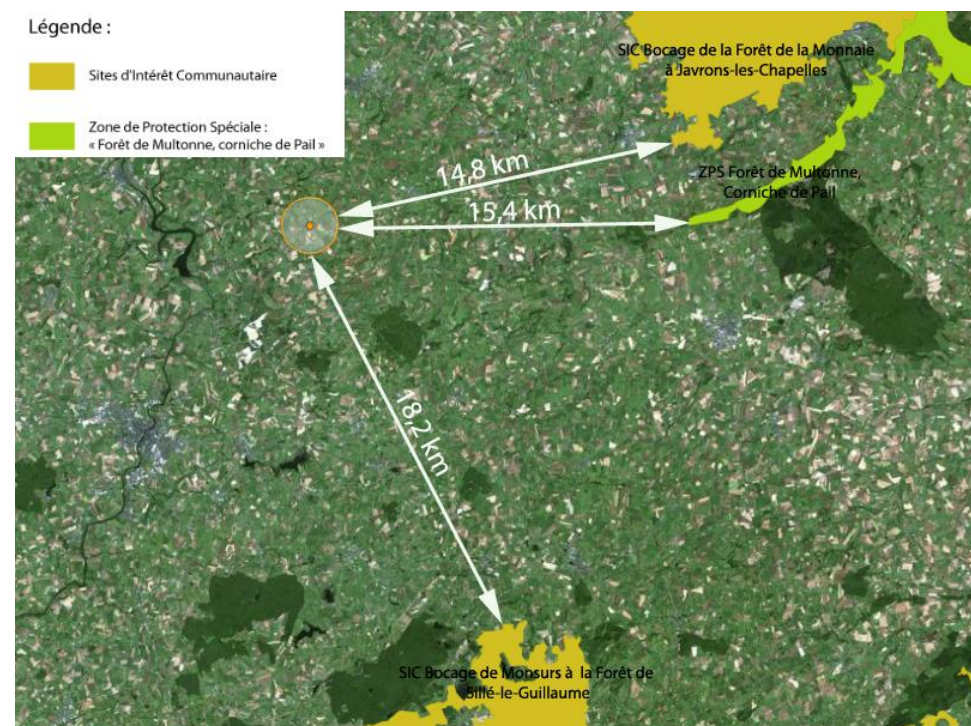 Légende :
Sites d'Intérêt Communautaire
Zone de Protection Spéciale :
« Forêt de Multonne, corniche de Pail »
SIC Bocage de la Forêt de la Monnaie
à Javrons-les-Chapelles
14,8 km
ZPS Forêt de Multonne,
Corniche de Pail
15,4 km
18,2 km
SIC Bocage de Monsurs à la Forêt de
Sillé-le-Guillaume